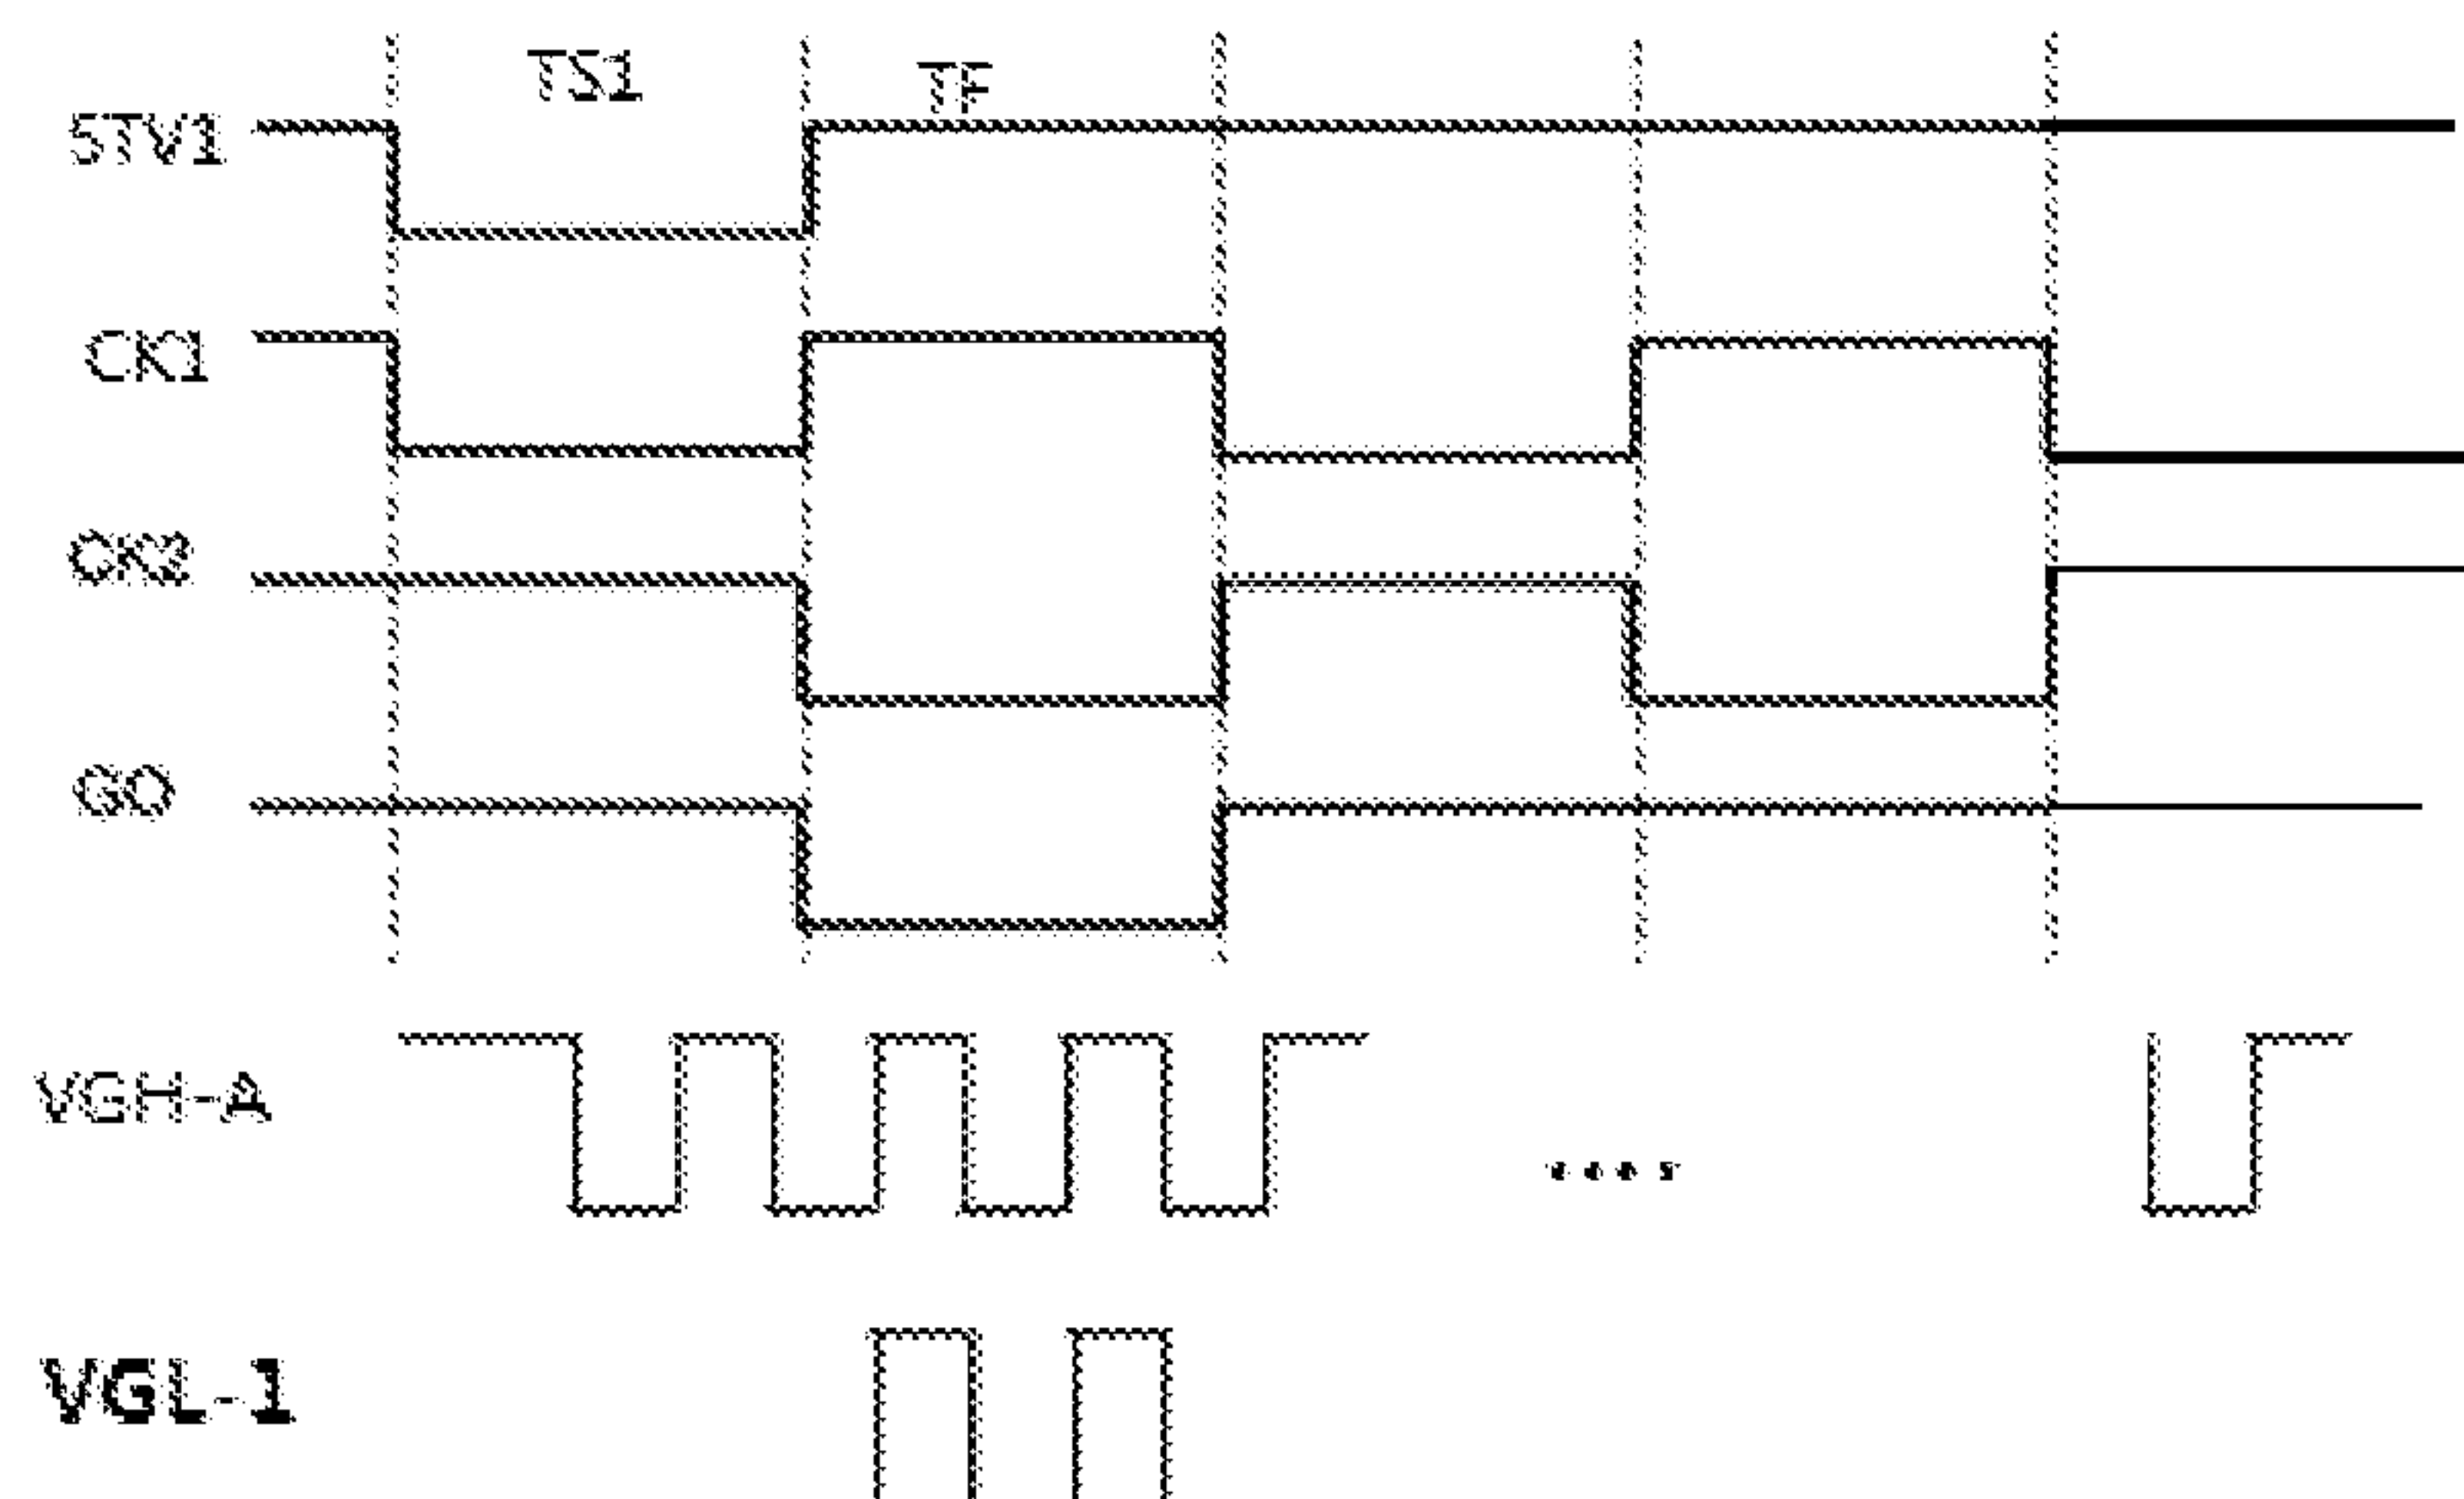 TS1
TF
STV1
CK1
CK2
GO
VGH-A
....
VGL-1